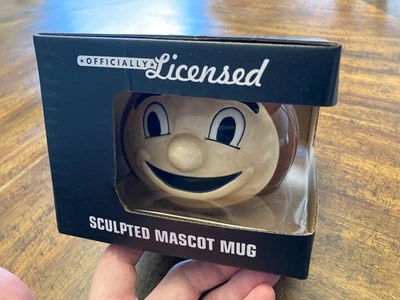 ★OFFICIALLY★ Licensed
SCULPTED MASCOT MUG